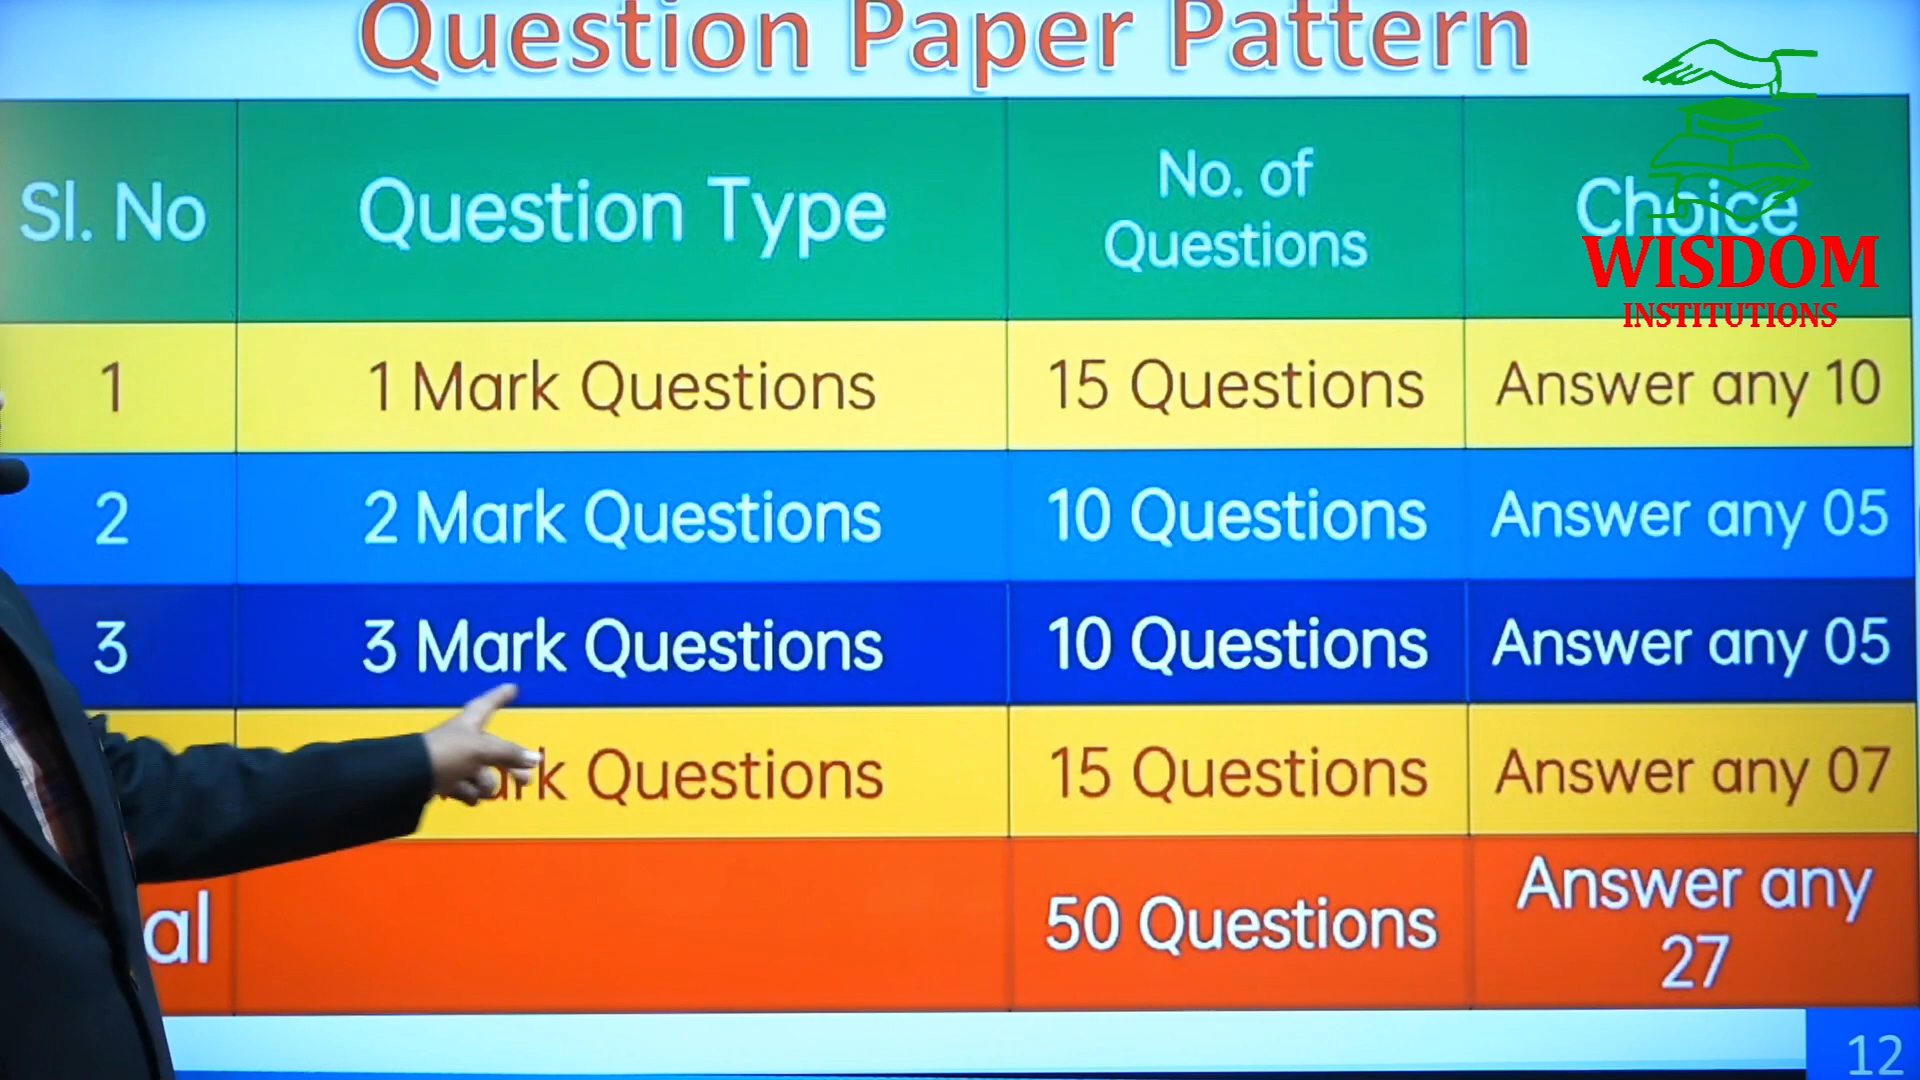 Question Paper Pattern
Sl. No
Question Type
No. of
Questions
Choice
WISDOM
INSTITUTIONS
1
1 Mark Questions
15 Questions
Answer any 10
2
2 Mark Questions
10 Questions
Answer any 05
3
3 Mark Questions
10 Questions
Answer any 05
Questions
15 Questions
Answer any 07
50 Questions
Answer any
27
12